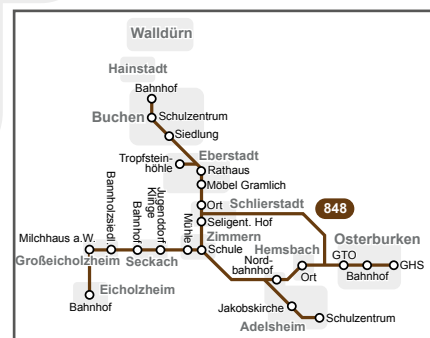 Walldürn
Hainstadt
Bahnhof
Buchen
Schulzentrum
Siedlung
Tropfstein-
höhle
Eberstadt
Rathaus
Möbel Gramlich
Ort
Schlierstadt
848
Seligent. Hof
Milchhaus a.W.
Bannholzsiedl.
Bahnhof
Jugenddorf
Klinge
Mühle
Zimmern
Schule
Hemsbach
Osterburken
Großeicholzheim
Seckach
Nord-
bahnhof
Ort
GTO
Bahnhof
GHS
Eicholzheim
Bahnhof
Jakobskirche
Schulzentrum
Adelsheim